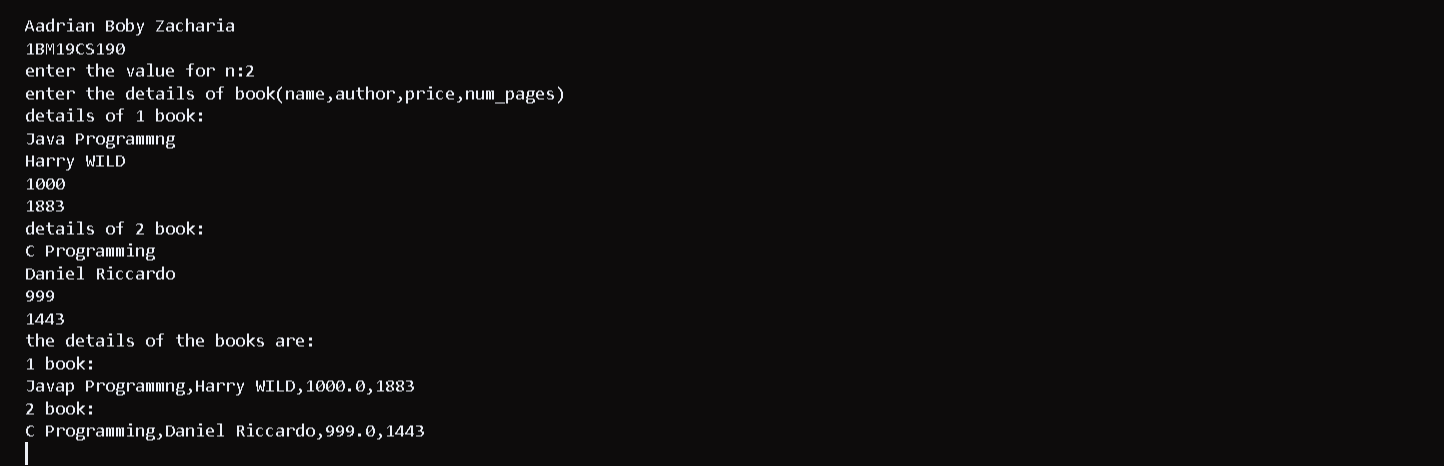 Aadrian Boby Zacharia
1BM19CS190
enter the value for n:2
enter the details of book(name,author,price,num_pages)
details of 1 book:
Java Programmng
Harry WILD
1000
1883
details of 2 book:
C Programming
Daniel Riccardo
999
1443
the details of the books are:
1 book:
Javap Programmng,Harry WILD,1000.0,1883
2 book:
C Programming,Daniel Riccardo,999.0,1443